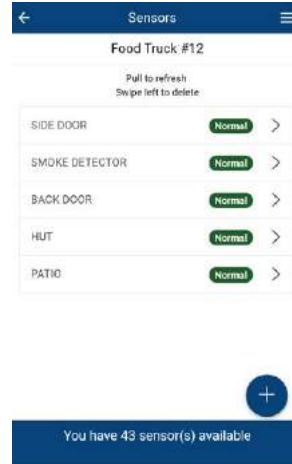 Sensors
Food Truck #12
Pull to refresh
Swipe left to delete
SIDE DOOR Normal
SMOKE DETECTOR Normal
BACK DOOR Normal
HUT Normal
PATIO Normal
+
You have 43 sensor(s) available